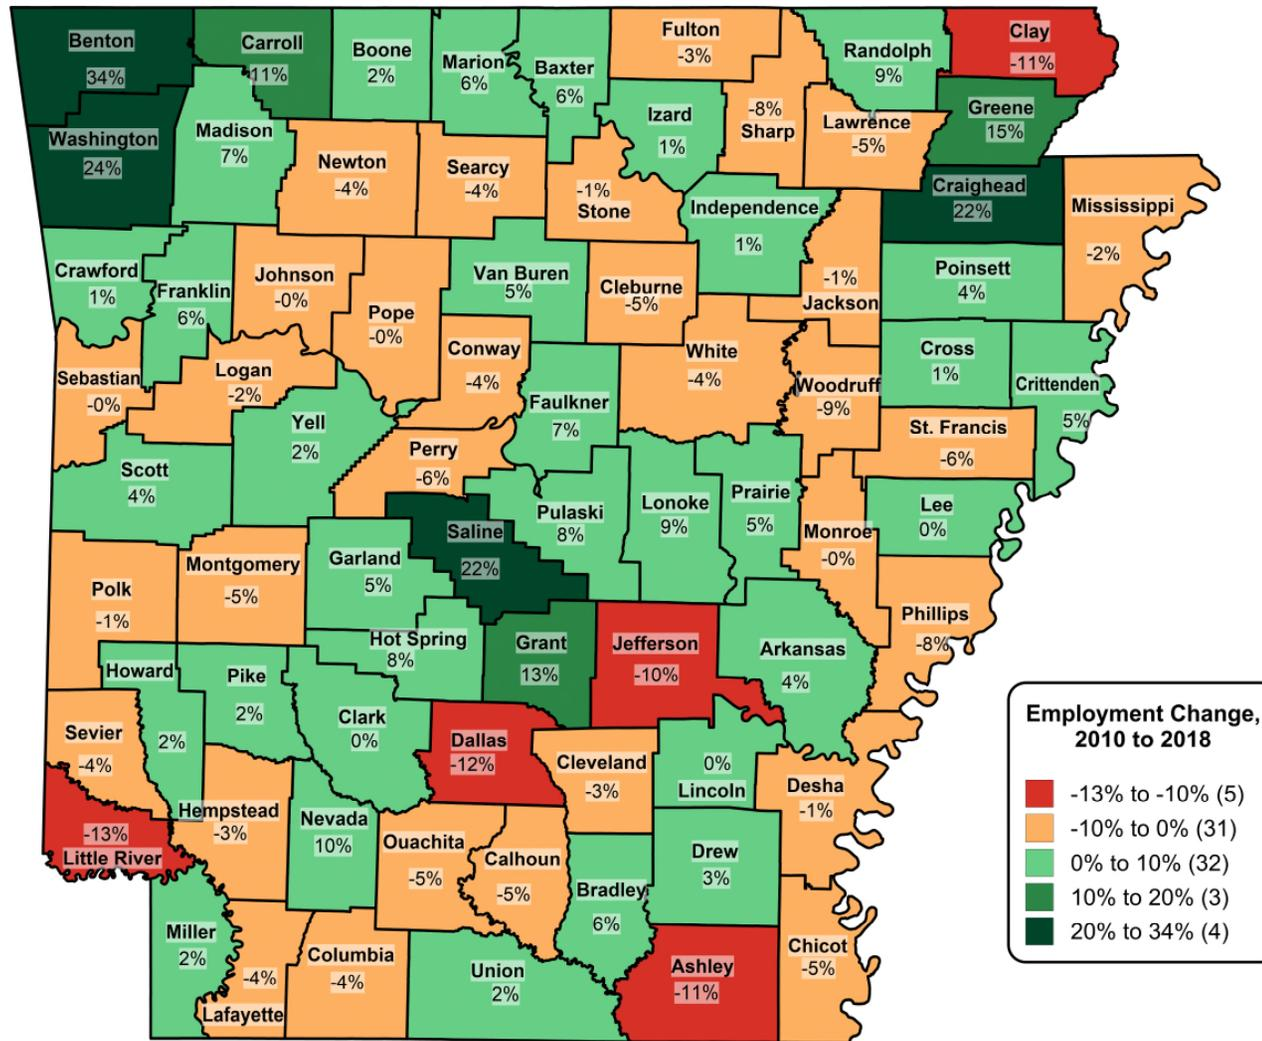 Benton
34%
Carroll
11%
Boone
2%
Marion
6%
Baxter
6%
Fulton
-3%
Randolph
9%
Clay
-11%
Washington
24%
Madison
7%
Newton
-4%
Searcy
-4%
-1%
Stone
Izard
1%
-8%
Sharp
Lawrence
-5%
Greene
15%
Craighead
22%
Mississippi
-2%
Independence
1%
Crawford
1%
Franklin
6%
Johnson
-0%
Pope
-0%
Van Buren
5%
Cleburne
-5%
-1%
Jackson
Poinsett
4%
Sebastian
-0%
Logan
-2%
Conway
-4%
White
-4%
Woodruff
-9%
Cross
1%
Crittenden
5%
Scott
4%
Yell
2%
Perry
-6%
Faulkner
7%
St. Francis
-6%
Saline
22%
Pulaski
8%
Lonoke
9%
Prairie
5%
Monroe
-0%
Lee
0%
Polk
-1%
Montgomery
-5%
Garland
5%
Hot Spring
8%
Grant
13%
Jefferson
-10%
Arkansas
4%
Phillips
-8%
Howard
2%
Pike
2%
Clark
0%
Dallas
-12%
Cleveland
-3%
0%
Lincoln
Desha
-1%
Sevier
-4%
-13%
Little River
Hempstead
-3%
Nevada
10%
Ouachita
-5%
Calhoun
-5%
Bradley
6%
Drew
3%
Miller
2%
-4%
Lafayette
Columbia
-4%
Union
2%
Ashley
-11%
Chicot
-5%
Employment Change,
2010 to 2018
-13% to -10% (5)
-10% to 0% (31)
0% to 10% (32)
10% to 20% (3)
20% to 34% (4)